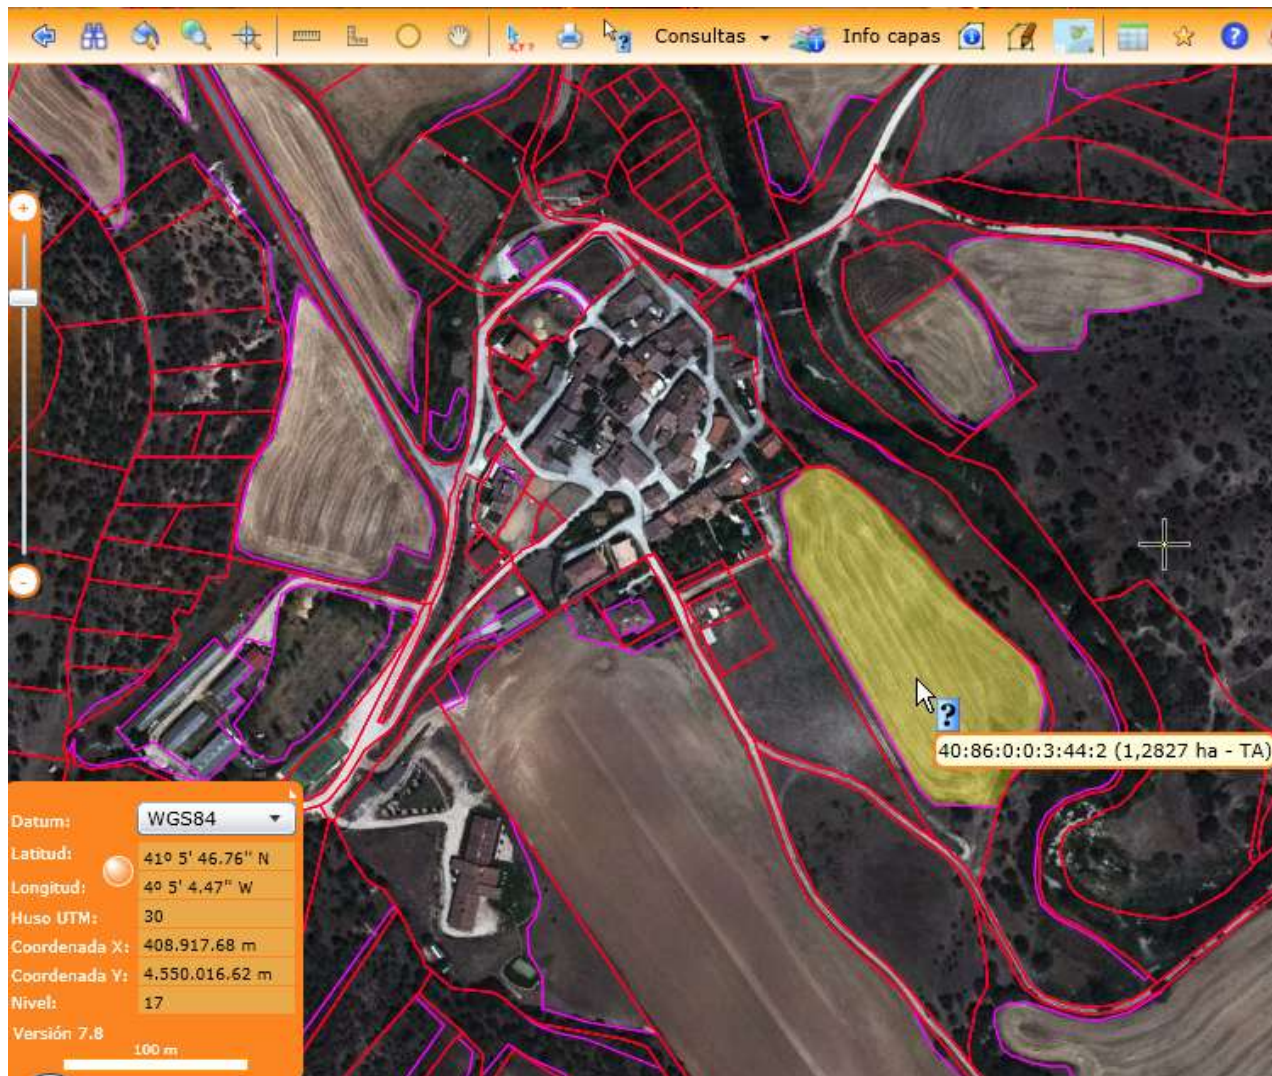 X,Y ?
?
Consultas
i
Info capas
i
?
+
-
?
40:86:0:0:3:44:2 (1,2827 ha - TA)
Datum:
WGS84
Latitud:
41º 5' 46.76" N
Longitud:
4º 5' 4.47" W
Huso UTM:
30
Coordenada X:
408.917.68 m
Coordenada Y:
4.550.016.62 m
Nivel:
17
Versión 7.8
100 m